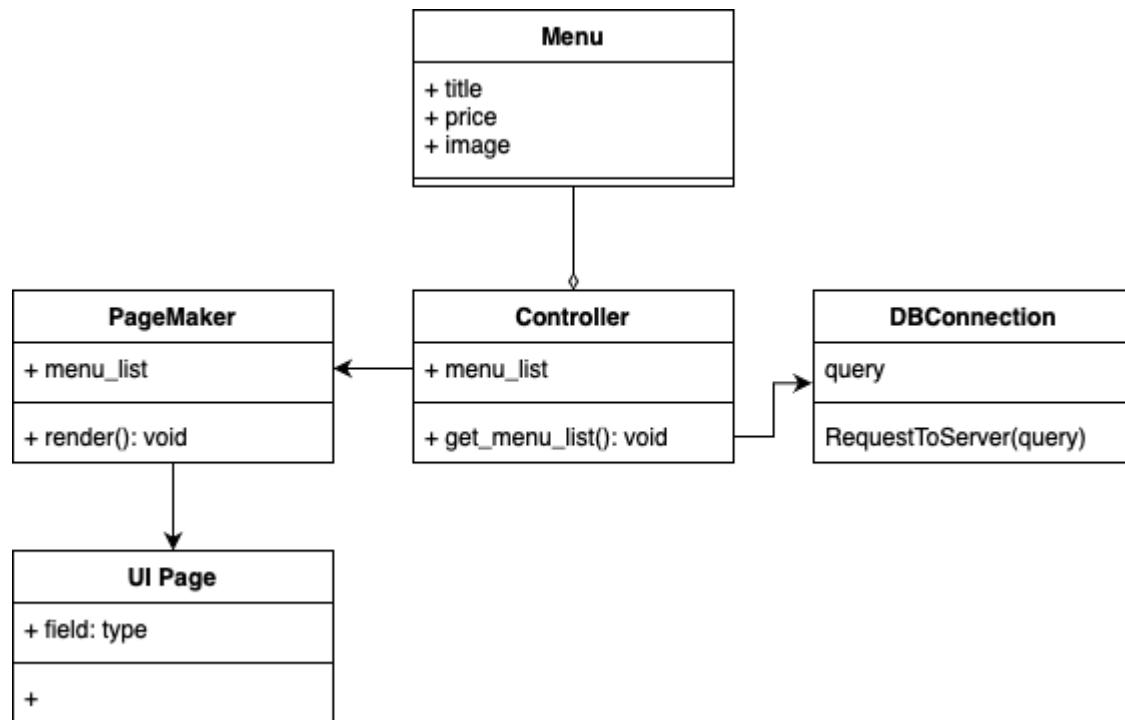 Menu
+ title
+ price
+ image
PageMaker
+ menu_list
+ render(): void
Controller
+ menu_list
+ get_menu_list(): void
DBConnection
query
RequestToServer(query)
UI Page
+ field: type
+